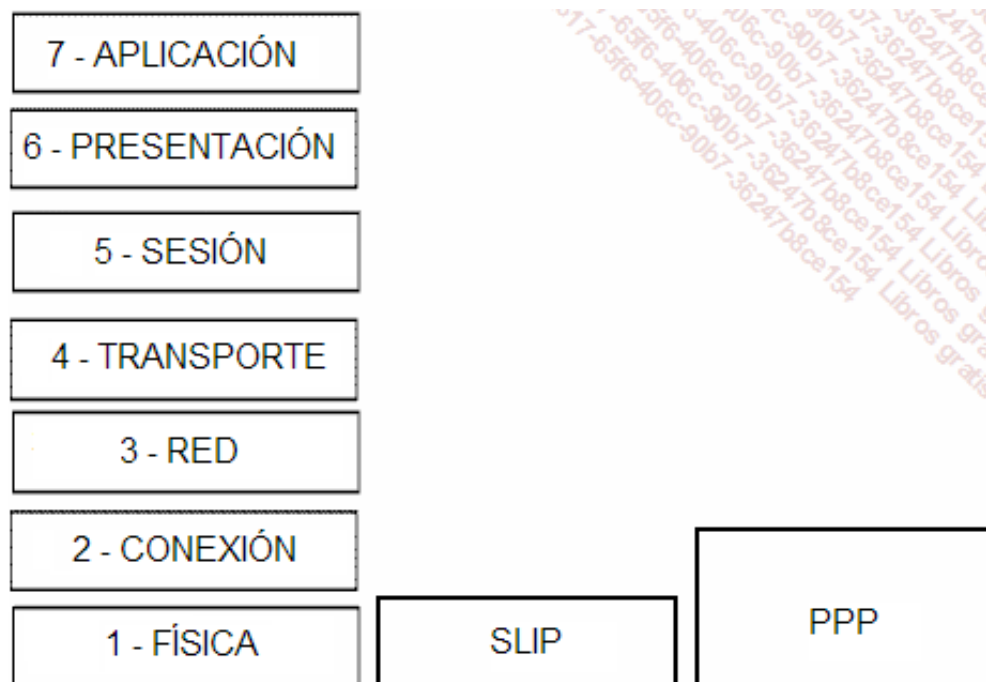 7 - APLICACIÓN
6 - PRESENTACIÓN
5 - SESIÓN
4 - TRANSPORTE
3 - RED
2 - CONEXIÓN
1 - FÍSICA
SLIP
PPP